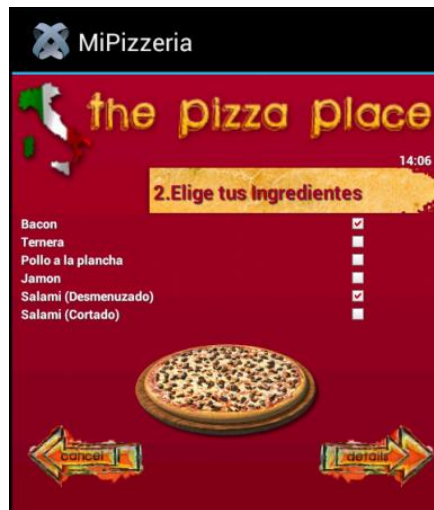 MiPizzeria
the pizza place
14:06
2.Elige tus Ingredientes
Bacon
Ternera
Pollo a la plancha
Jamon
Salami (Desmenuzado)
Salami (Cortado)
cancel
details